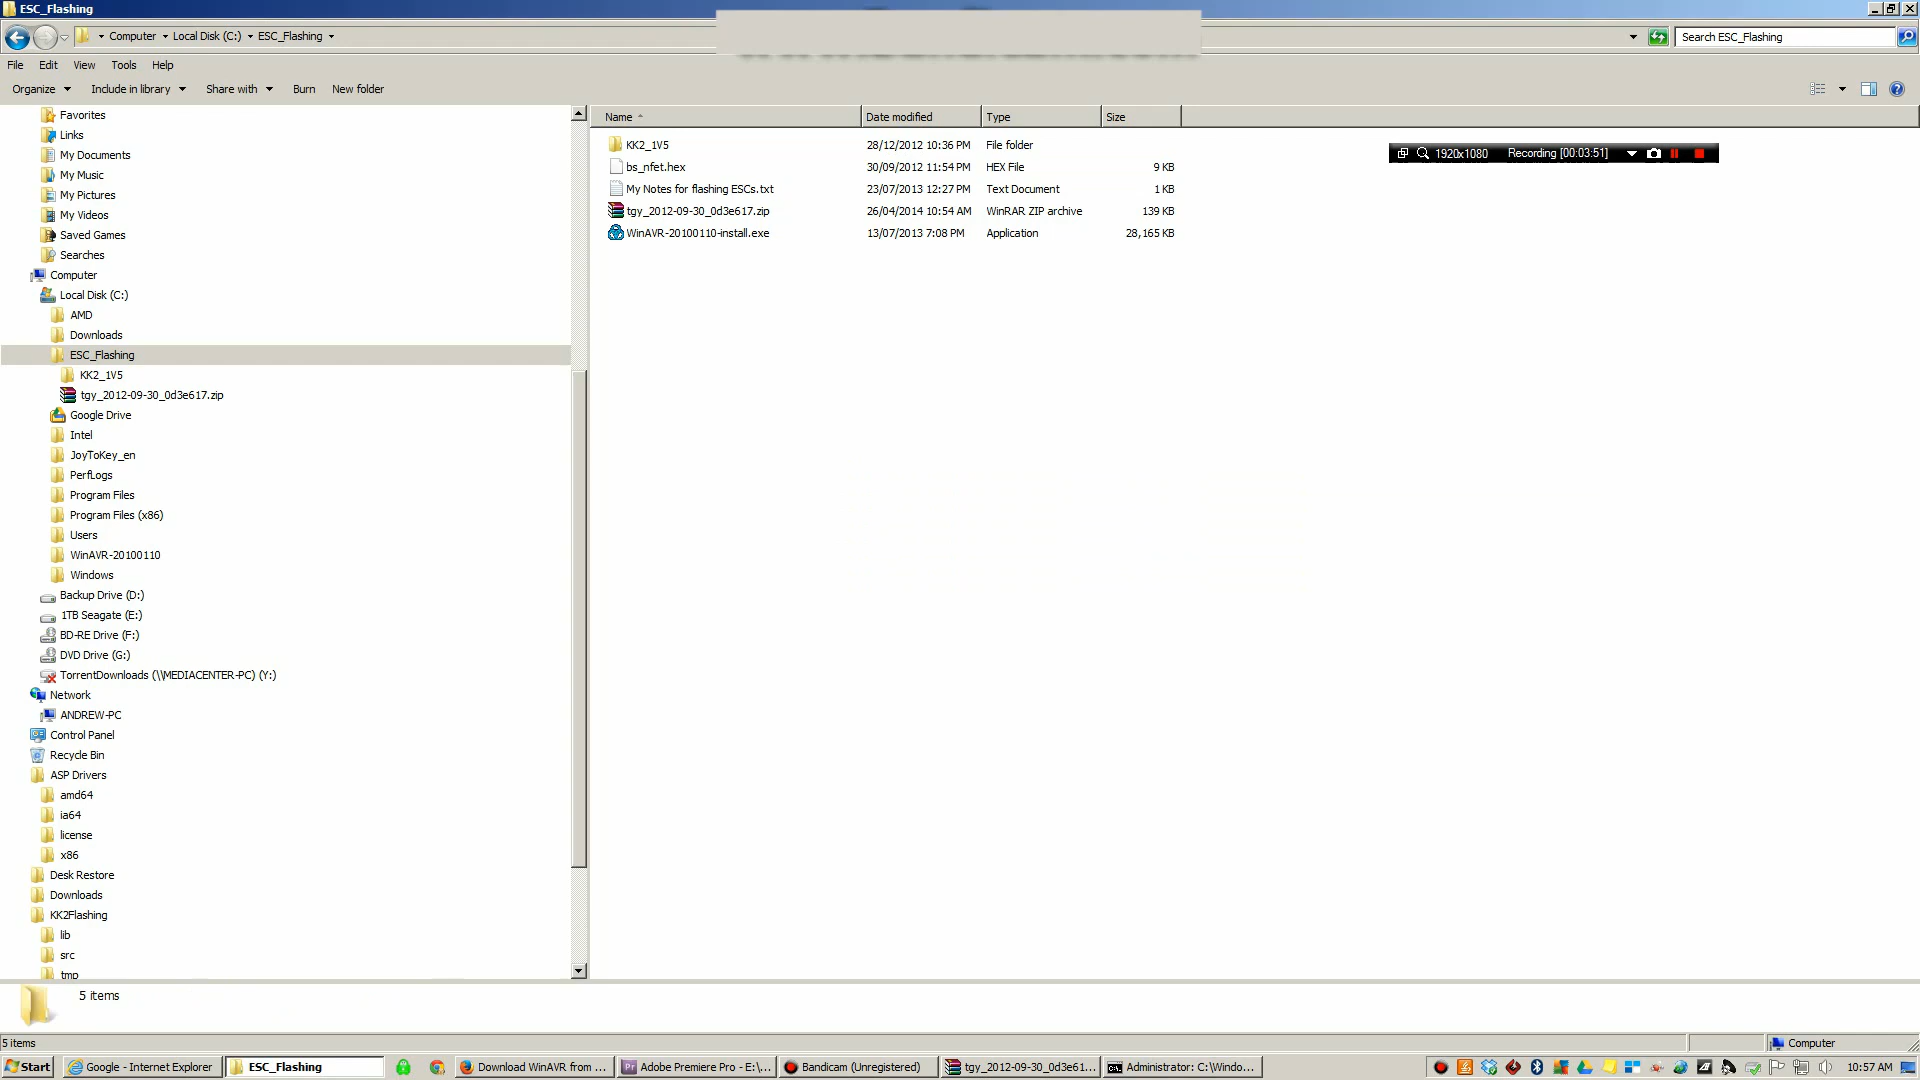 ESC_Flashing
Computer Local Disk (C:) ESC_Flashing
Search ESC_Flashing
File Edit View Tools Help
Organize Include in library Share with Burn New folder
Favorites
Links
My Documents
My Music
My Pictures
My Videos
Saved Games
Searches
Computer
Local Disk (C:)
AMD
Downloads
ESC_Flashing
KK2_1V5
tgy_2012-09-30_0d3e617.zip
Google Drive
Intel
JoyToKey_en
PerfLogs
Program Files
Program Files (x86)
Users
WinAVR-20100110
Windows
Backup Drive (D:)
1TB Seagate (E:)
BD-RE Drive (F:)
DVD Drive (G:)
TorrentDownloads (\\MEDIACENTER-PC) (Y:)
Network
ANDREW-PC
Control Panel
Recycle Bin
ASP Drivers
amd64
ia64
license
x86
Desk Restore
Downloads
KK2Flashing
lib
src
tmp
Name Date modified Type Size
KK2_1V5 28/12/2012 10:36 PM File folder
bs_nfet.hex 30/09/2012 11:54 PM HEX File 9 KB
My Notes for flashing ESCs.txt 23/07/2013 12:27 PM Text Document 1 KB
tgy_2012-09-30_0d3e617.zip 26/04/2014 10:54 AM WinRAR ZIP archive 139 KB
WinAVR-20100110-install.exe 13/07/2013 7:08 PM Application 28,165 KB
1920x1080 Recording [00:03:51]
5 items
5 items
Computer
Start Google - Internet Explorer ESC_Flashing Download WinAVR from ... Adobe Premiere Pro - E:\... Bandicam (Unregistered) tgy_2012-09-30_0d3e61... Administrator: C:\Windo... 10:57 AM